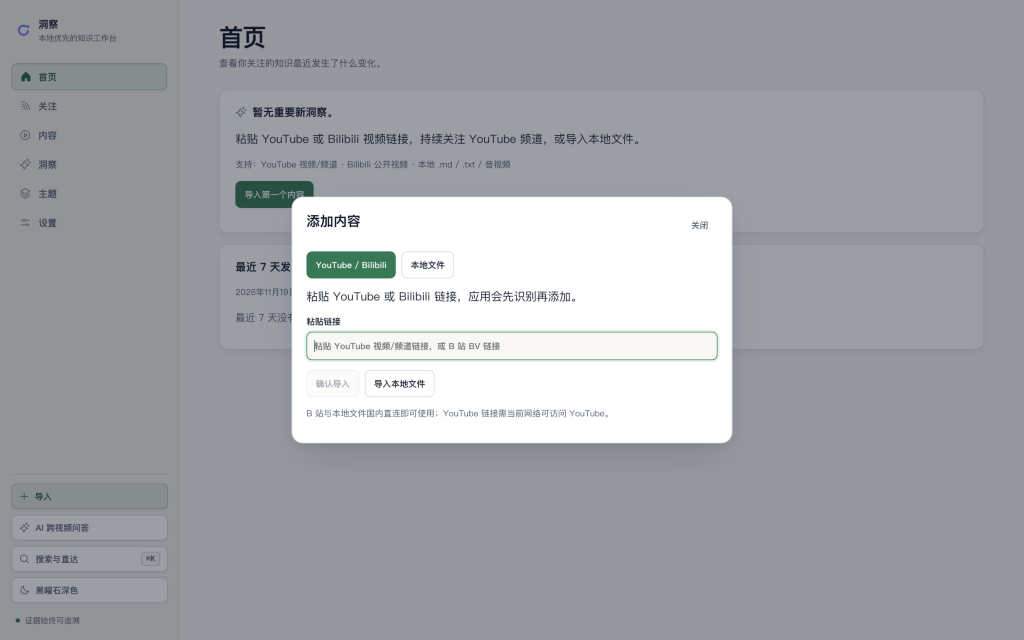 洞察
本地优先的知识工作台
首页
关注
内容
洞察
主题
设置
导入
AI 跨视频问答
搜索与直达 ⌘K
黑曜石深色
证据始终可追溯
首页
查看你关注的知识最近发生了什么变化。
暂无重要新洞察。
粘贴 YouTube 或 Bilibili 视频链接，持续关注 YouTube 频道，或导入本地文件。
支持：YouTube 视频/频道 · Bilibili 公开视频 · 本地 .md / .txt / 音视频
导入第一个内容
最近 7 天发
2026年11月19日
最近 7 天没有
添加内容
关闭
YouTube / Bilibili
本地文件
粘贴 YouTube 或 Bilibili 链接，应用会先识别再添加。
粘贴链接
粘贴 YouTube 视频/频道链接，或 B 站 BV 链接
确认导入
导入本地文件
B 站与本地文件国内直连即可使用；YouTube 链接需当前网络可访问 YouTube。